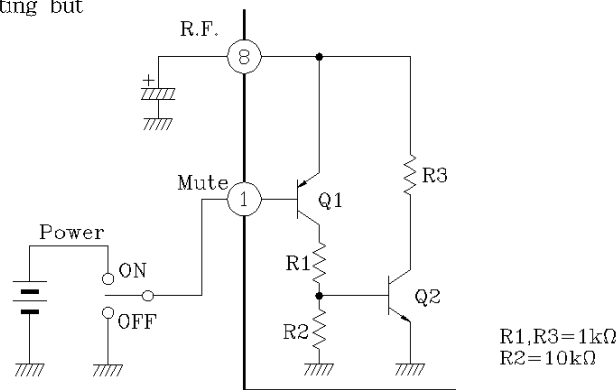 ting but
R.F.
8
+
Mute
1
Q1
R3
Power
ON
R1
OFF
R2
Q2
R1,R3=1kΩ
R2=10kΩ